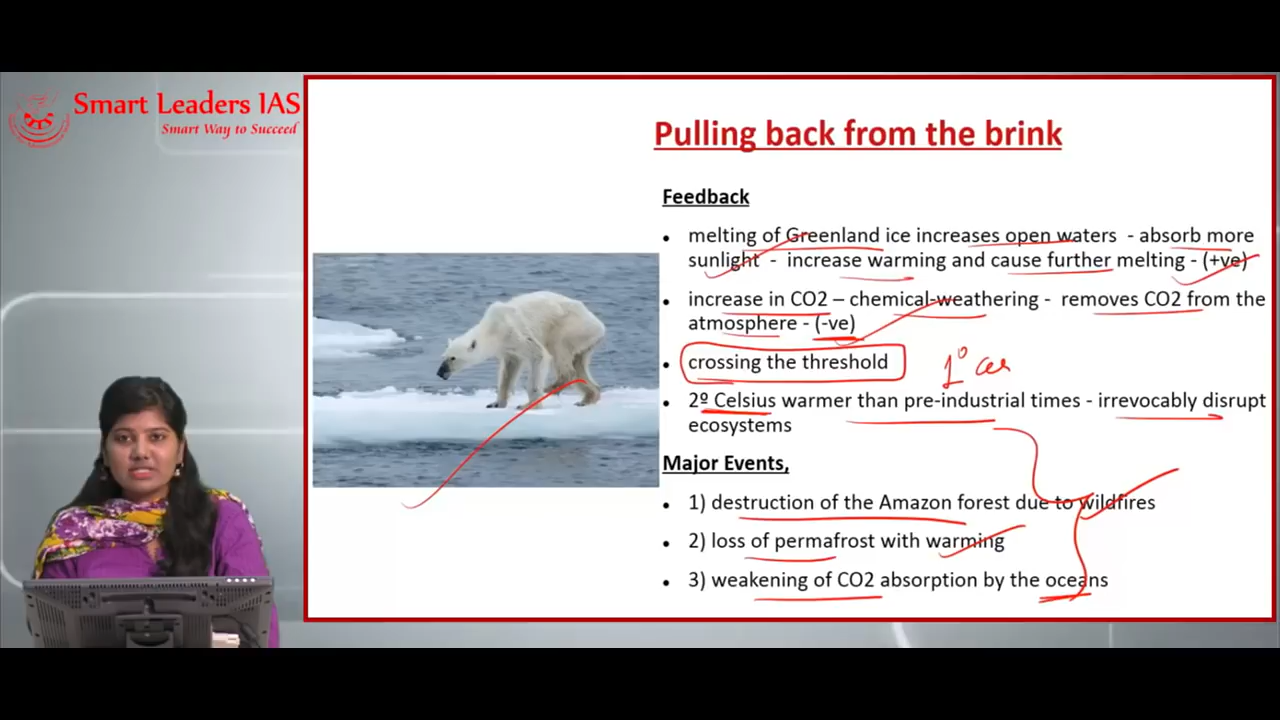 Smart Leaders IAS
Smart Way to Succeed
Pulling back from the brink
Feedback
• melting of Greenland ice increases open waters - absorb more
sunlight - increase warming and cause further melting - (+ve)
• increase in CO2 – chemical-weathering - removes CO2 from the
atmosphere - (-ve)
• crossing the threshold
1°
• 2º Celsius warmer than pre-industrial times - irrevocably disrupt
ecosystems
Major Events,
• 1) destruction of the Amazon forest due to wildfires
• 2) loss of permafrost with warming
• 3) weakening of CO2 absorption by the oceans